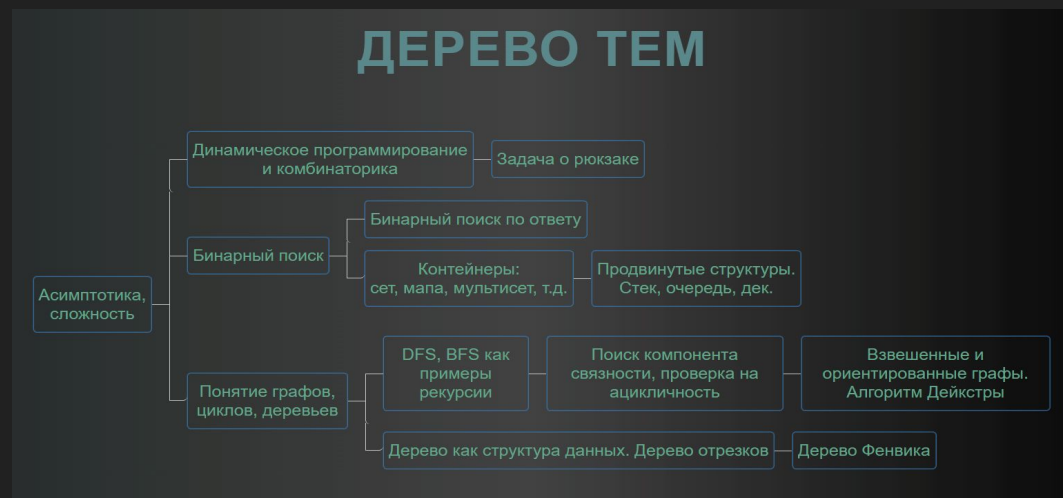 ДЕРЕВО ТЕМ
Динамическое программирование
и комбинаторика
Задача о рюкзаке
Бинарный поиск
Бинарный поиск по ответу
Контейнеры:
сет, мапа, мультисет, т.д.
Продвинутые структуры.
Стек, очередь, дек.
Асимптотика,
сложность
Понятие графов,
циклов, деревьев
DFS, BFS как
примеры
рекурсии
Поиск компонента
связности, проверка на
ацикличность
Взвешенные и
ориентированные графы.
Алгоритм Дейкстры
Дерево как структура данных. Дерево отрезков
Дерево Фенвика